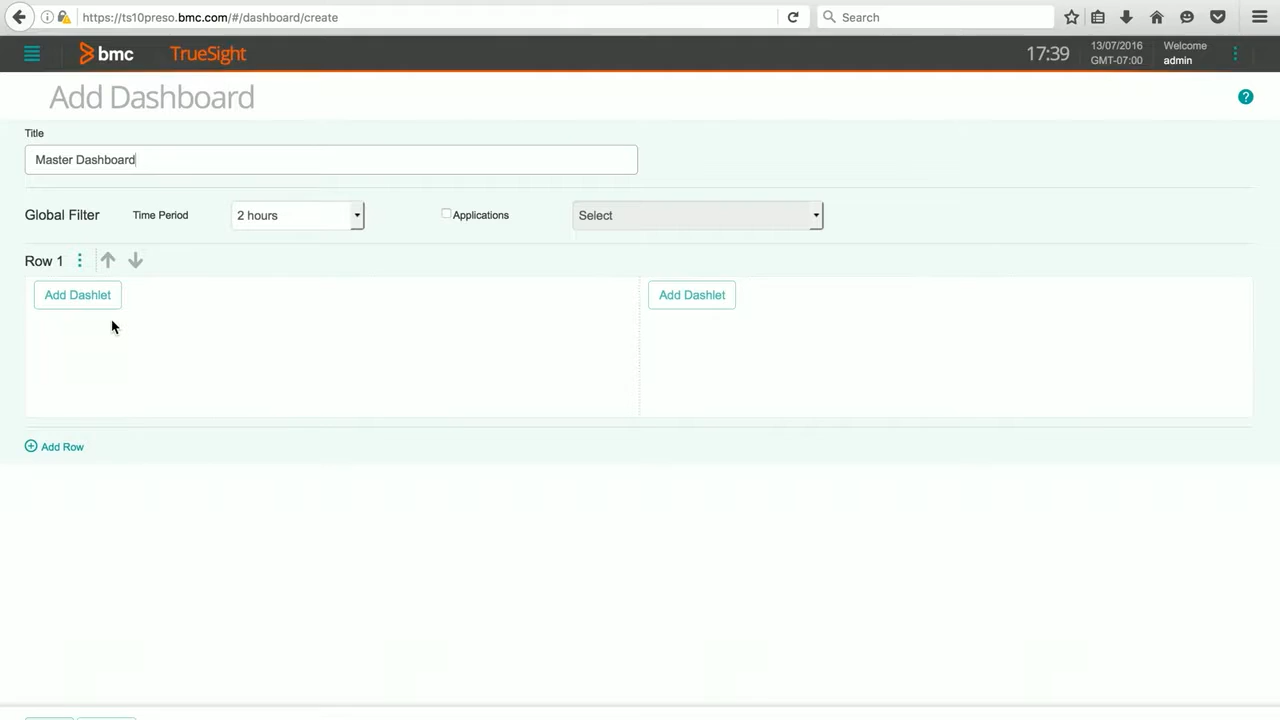 https://ts10preso.bmc.com/#/dashboard/create
Search
bmc
TrueSight
17:39
13/07/2016
GMT-07:00
Welcome
admin
Add Dashboard
?
Title
Master Dashboard
Global Filter
Time Period
2 hours
Applications
Select
Row 1
Add Dashlet
Add Dashlet
Add Row